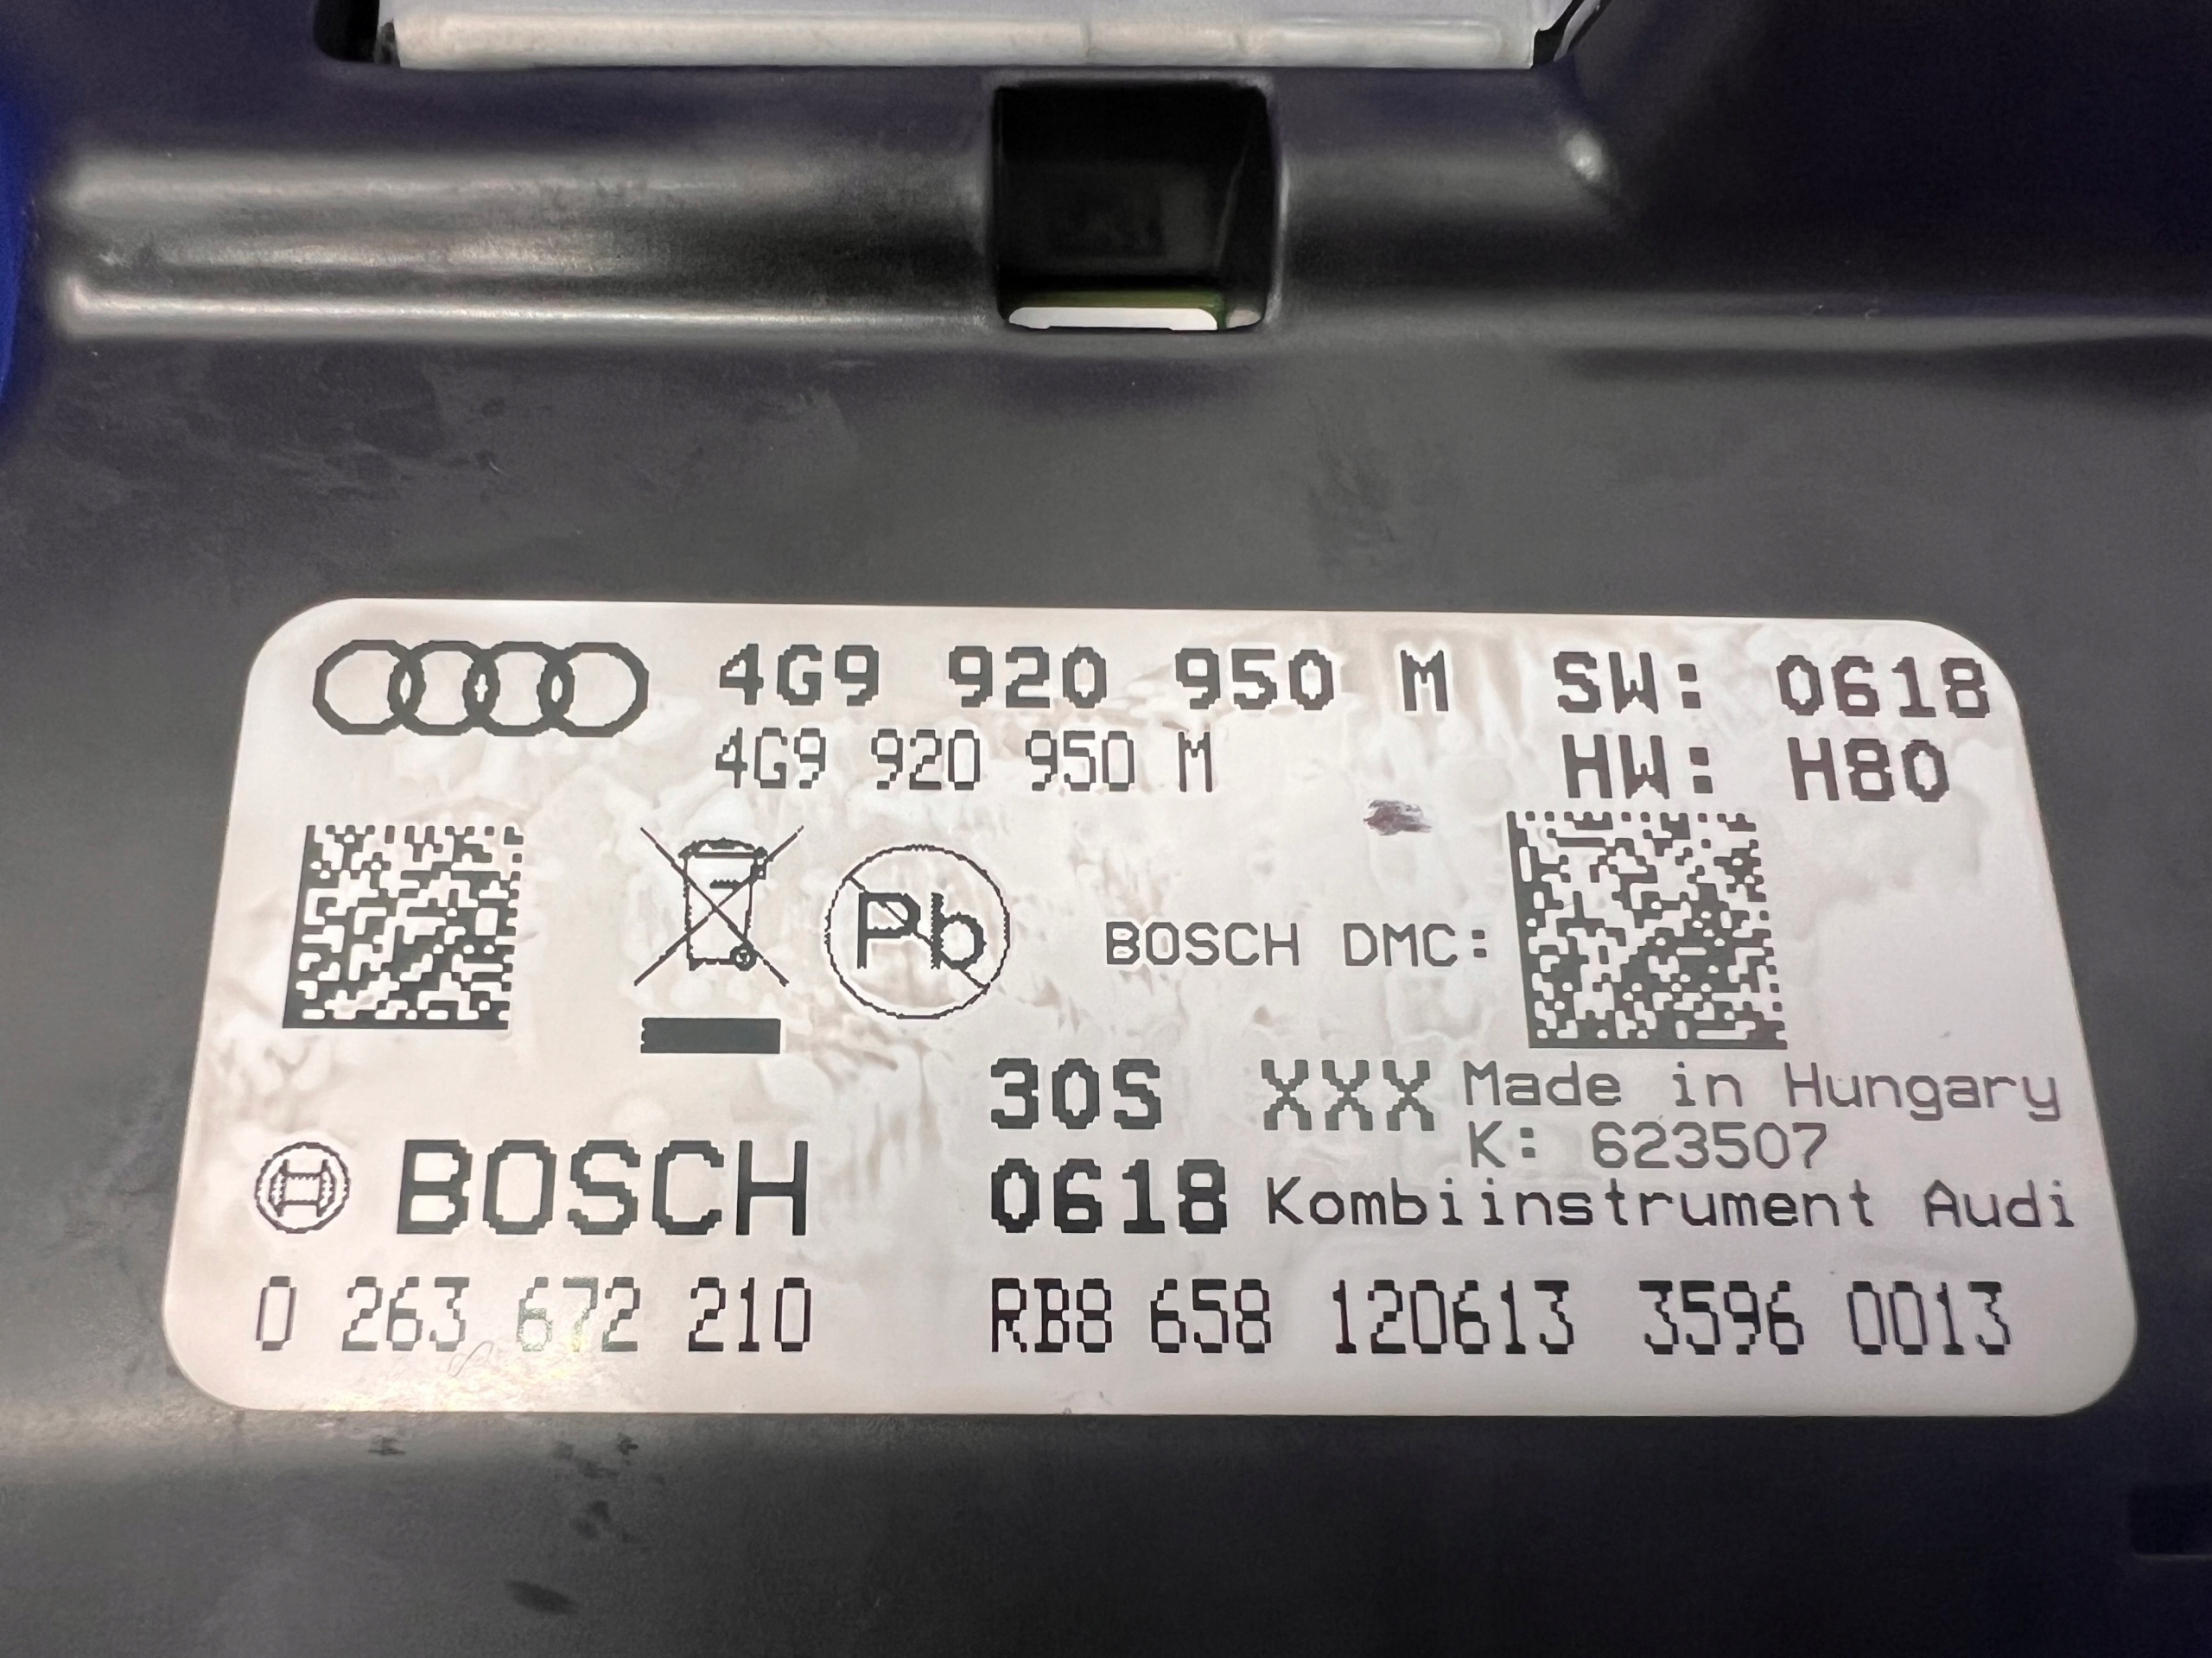 4G9 920 950 M SW: 0618
4G9 920 950 M HW: H80
Pb
BOSCH DMC:
30S XXX Made in Hungary
K: 623507
BOSCH 0618 Kombiinstrument Audi
0 263 672 210 RB8 658 120613 3596 0013